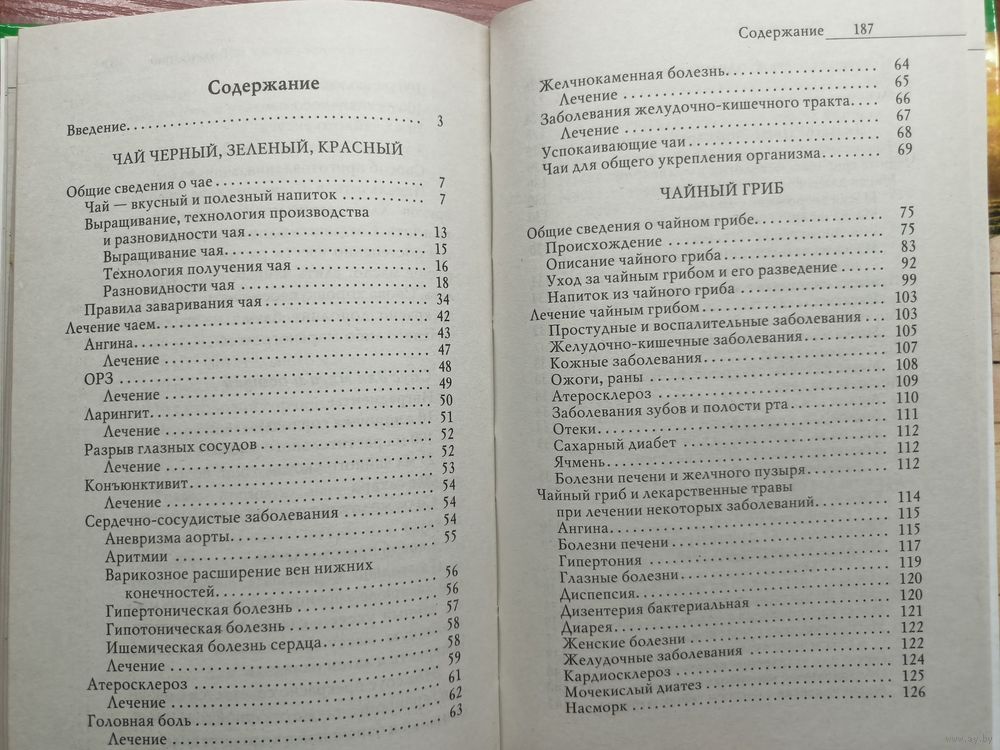 Содержание
Введение. 3
ЧАЙ ЧЕРНЫЙ, ЗЕЛЕНЫЙ, КРАСНЫЙ
Общие сведения о чае 7
Чай — вкусный и полезный напиток 7
Выращивание, технология производства
и разновидности чая 13
Выращивание чая 15
Технология получения чая 16
Разновидности чая 18
Правила заваривания чая 34
Лечение чаем 42
Ангина 43
Лечение 47
ОРЗ 48
Лечение 49
Ларингит 50
Лечение 51
Разрыв глазных сосудов 52
Лечение 52
Конъюнктивит 53
Лечение 54
Сердечно-сосудистые заболевания 54
Аневризма аорты 54
Аритмии 55
Варикозное расширение вен нижних
конечностей 56
Гипертоническая болезнь 56
Гипотоническая болезнь 57
Ишемическая болезнь сердца 58
Лечение 58
Атеросклероз 59
Лечение 61
Головная боль 62
Лечение 63
Содержание 187
Желчнокаменная болезнь 64
Лечение 65
Заболевания желудочно-кишечного тракта 66
Лечение 67
Успокаивающие чаи 68
Чаи для общего укрепления организма 69
ЧАЙНЫЙ ГРИБ
Общие сведения о чайном грибе 75
Происхождение 75
Описание чайного гриба 83
Уход за чайным грибом и его разведение 92
Напиток из чайного гриба 99
Лечение чайным грибом 103
Простудные и воспалительные заболевания 103
Желудочно-кишечные заболевания 105
Кожные заболевания 107
Ожоги, раны 108
Атеросклероз 109
Заболевания зубов и полости рта 110
Отеки 111
Сахарный диабет 112
Ячмень 112
Болезни печени и желчного пузыря 112
Чайный гриб и лекарственные травы
при лечении некоторых заболеваний 114
Ангина 115
Болезни печени 115
Гипертония 117
Глазные болезни 119
Диспепсия 120
Дизентерия бактериальная 120
Диарея 121
Женские болезни 122
Желудочные заболевания 122
Кардиосклероз 124
Мочекислый диатез 125
Насморк 126
www.ay.by